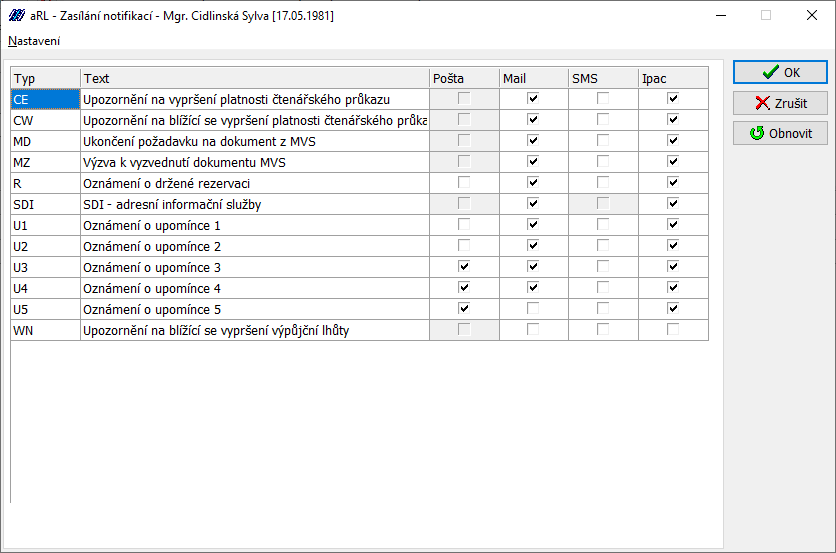 aRL - Zasílání notifikací - Mgr. Cidlinská Sylva [17.05.1981]
Nastavení
Typ Text Pošta Mail SMS Ipac
CE Upozornění na vypršení platnosti čtenářského průkazu
CW Upozornění na blížící se vypršení platnosti čtenářského průka
MD Ukončení požadavku na dokument z MVS
MZ Výzva k vyzvednutí dokumentu MVS
R Oznámení o držené rezervaci
SDI SDI - adresní informační služby
U1 Oznámení o upomínce 1
U2 Oznámení o upomínce 2
U3 Oznámení o upomínce 3
U4 Oznámení o upomínce 4
U5 Oznámení o upomínce 5
WN Upozornění na blížící se vypršení výpůjční lhůty
OK
Zrušit
Obnovit